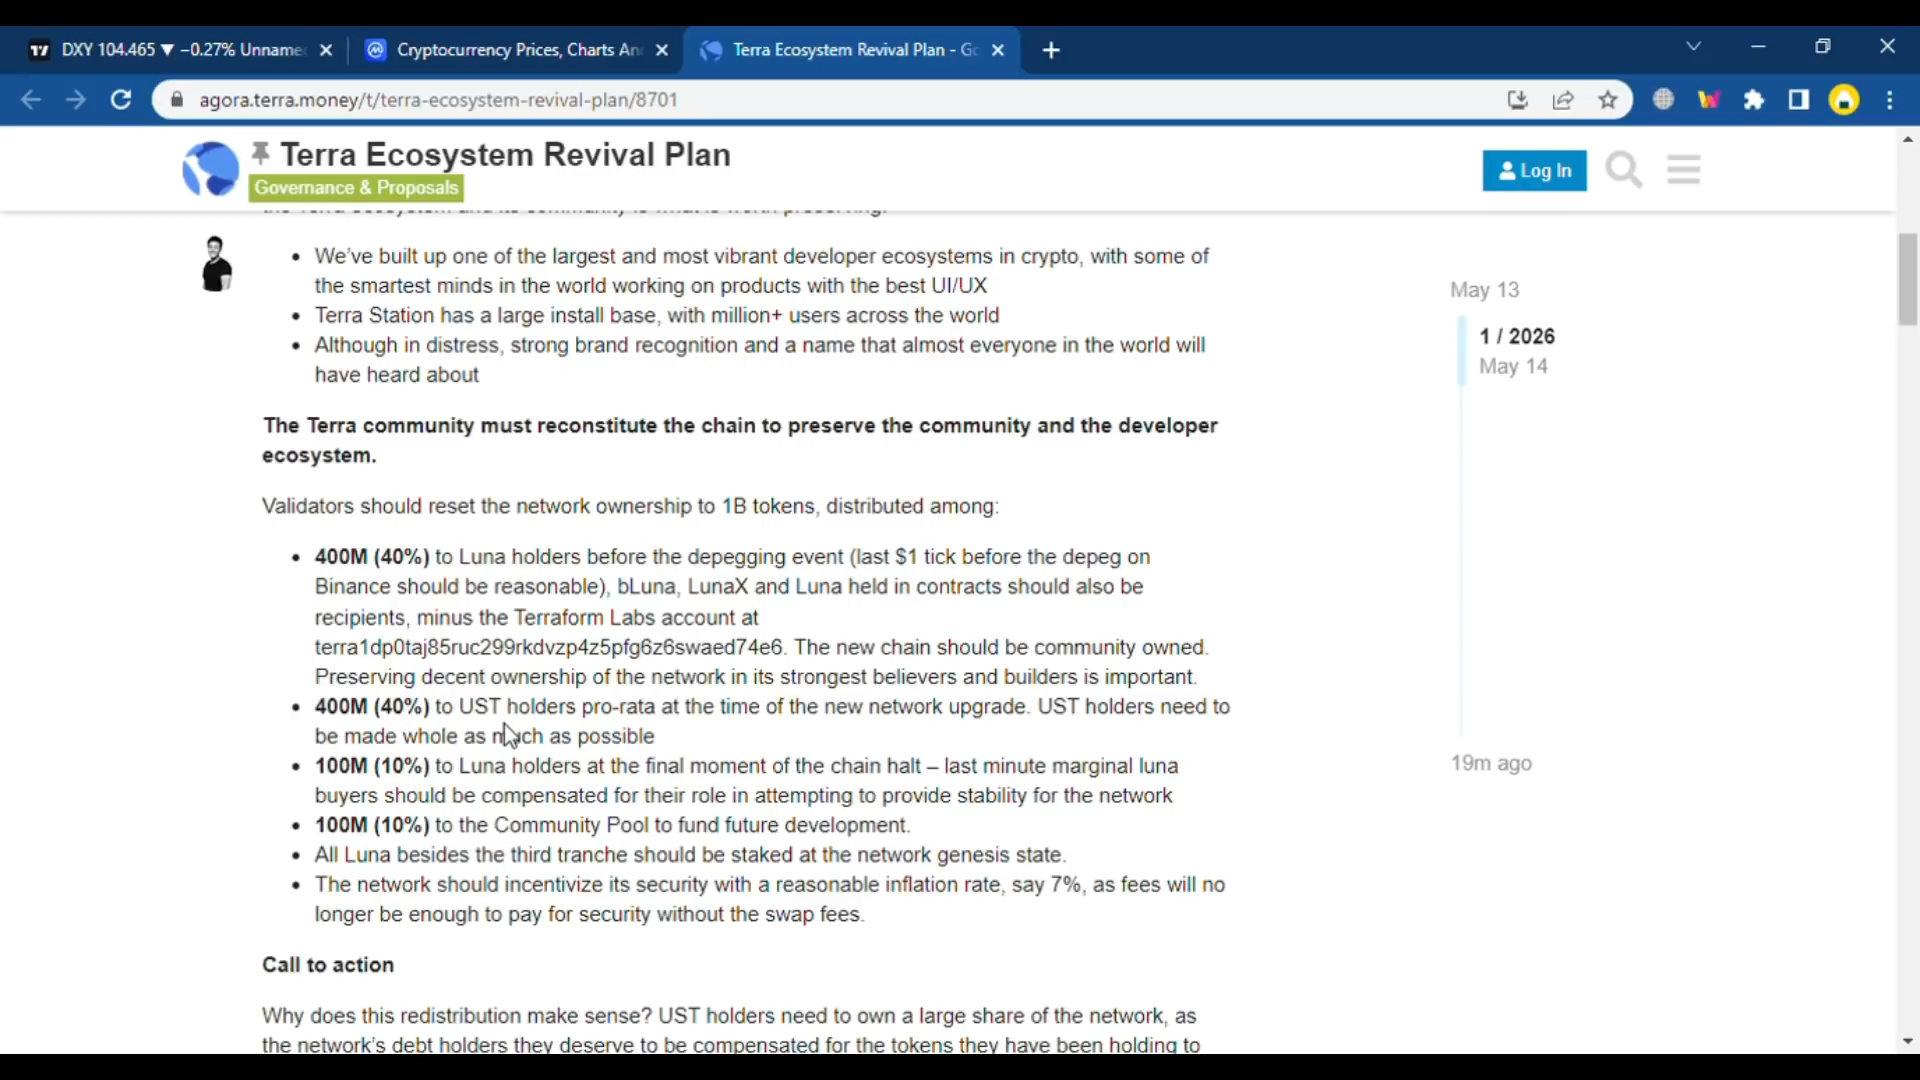 DXY 104.465 ▼ −0.27% Unname
Cryptocurrency Prices, Charts An
Terra Ecosystem Revival Plan - Go
agora.terra.money/t/terra-ecosystem-revival-plan/8701
Terra Ecosystem Revival Plan
Governance & Proposals
Log In
• We've built up one of the largest and most vibrant developer ecosystems in crypto, with some of
the smartest minds in the world working on products with the best UI/UX
• Terra Station has a large install base, with million+ users across the world
• Although in distress, strong brand recognition and a name that almost everyone in the world will
have heard about
The Terra community must reconstitute the chain to preserve the community and the developer
ecosystem.
Validators should reset the network ownership to 1B tokens, distributed among:
• 400M (40%) to Luna holders before the depegging event (last $1 tick before the depeg on
Binance should be reasonable), bLuna, LunaX and Luna held in contracts should also be
recipients, minus the Terraform Labs account at
terra1dp0taj85ruc299rkdvzp4z5pfg6z6swaed74e6. The new chain should be community owned.
Preserving decent ownership of the network in its strongest believers and builders is important.
• 400M (40%) to UST holders pro-rata at the time of the new network upgrade. UST holders need to
be made whole as much as possible
• 100M (10%) to Luna holders at the final moment of the chain halt – last minute marginal luna
buyers should be compensated for their role in attempting to provide stability for the network
• 100M (10%) to the Community Pool to fund future development.
• All Luna besides the third tranche should be staked at the network genesis state.
• The network should incentivize its security with a reasonable inflation rate, say 7%, as fees will no
longer be enough to pay for security without the swap fees.
Call to action
Why does this redistribution make sense? UST holders need to own a large share of the network, as
the network's debt holders they deserve to be compensated for the tokens they have been holding to
May 13
1 / 2026
May 14
19m ago